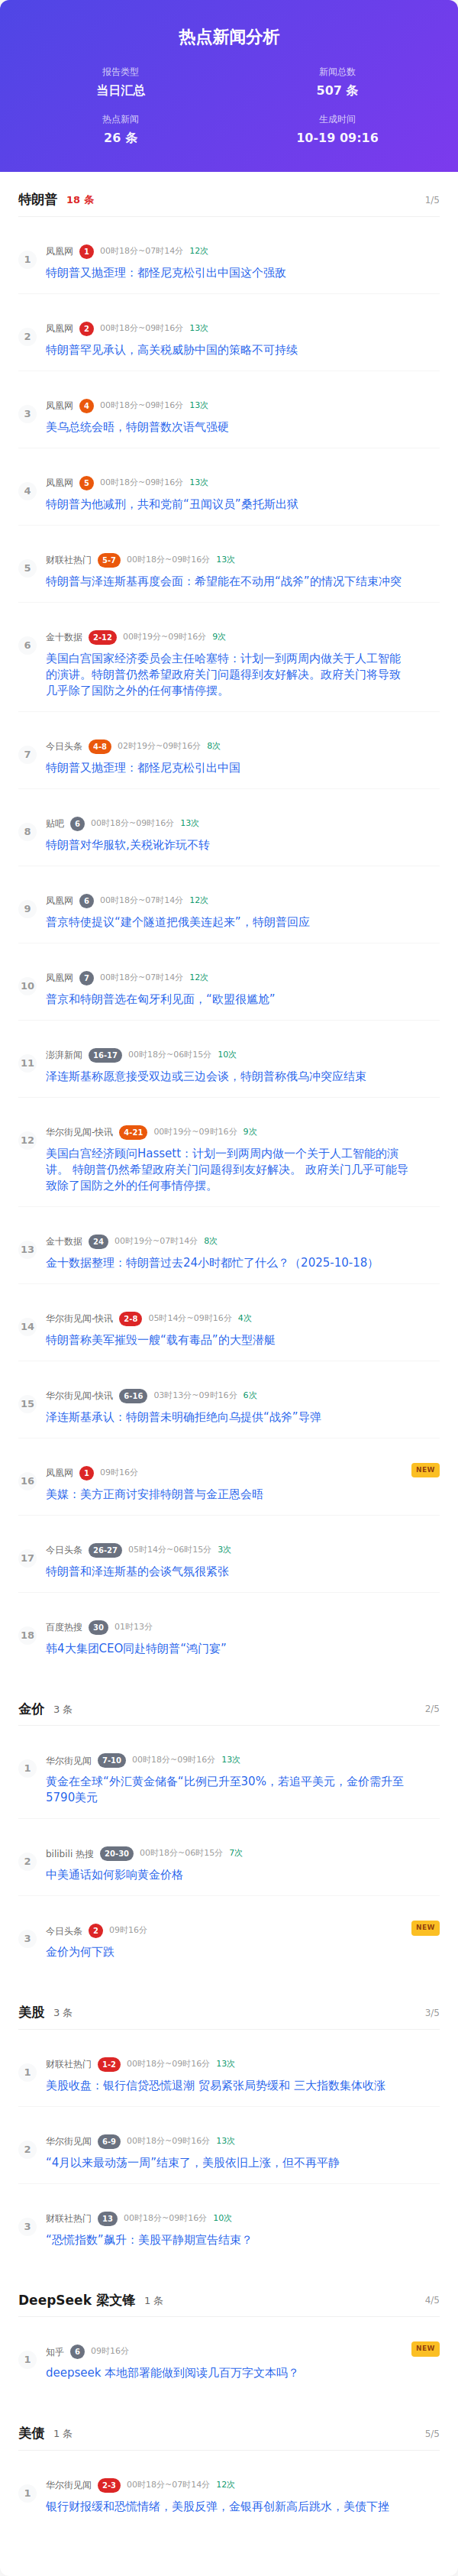 热点新闻分析
报告类型
当日汇总
新闻总数
507 条
热点新闻
26 条
生成时间
10-19 09:16
特朗普 18 条 1/5
1 凤凰网 1 00时18分~07时14分 12次
特朗普又抛歪理：都怪尼克松引出中国这个强敌
2 凤凰网 2 00时18分~09时16分 13次
特朗普罕见承认，高关税威胁中国的策略不可持续
3 凤凰网 4 00时18分~09时16分 13次
美乌总统会晤，特朗普数次语气强硬
4 凤凰网 5 00时18分~09时16分 13次
特朗普为他减刑，共和党前“丑闻议员”桑托斯出狱
5 财联社热门 5-7 00时18分~09时16分 13次
特朗普与泽连斯基再度会面：希望能在不动用“战斧”的情况下结束冲突
6 金十数据 2-12 00时19分~09时16分 9次
美国白宫国家经济委员会主任哈塞特：计划一到两周内做关于人工智能
的演讲。特朗普仍然希望政府关门问题得到友好解决。政府关门将导致
几乎除了国防之外的任何事情停摆。
7 今日头条 4-8 02时19分~09时16分 8次
特朗普又抛歪理：都怪尼克松引出中国
8 贴吧 6 00时18分~09时16分 13次
特朗普对华服软,关税讹诈玩不转
9 凤凰网 6 00时18分~07时14分 12次
普京特使提议“建个隧道把俄美连起来”，特朗普回应
10 凤凰网 7 00时18分~07时14分 12次
普京和特朗普选在匈牙利见面，“欧盟很尴尬”
11 澎湃新闻 16-17 00时18分~06时15分 10次
泽连斯基称愿意接受双边或三边会谈，特朗普称俄乌冲突应结束
12 华尔街见闻-快讯 4-21 00时19分~09时16分 9次
美国白宫经济顾问Hassett：计划一到两周内做一个关于人工智能的演
讲。 特朗普仍然希望政府关门问题得到友好解决。 政府关门几乎可能导
致除了国防之外的任何事情停摆。
13 金十数据 24 00时19分~07时14分 8次
金十数据整理：特朗普过去24小时都忙了什么？（2025-10-18）
14 华尔街见闻-快讯 2-8 05时14分~09时16分 4次
特朗普称美军摧毁一艘“载有毒品”的大型潜艇
15 华尔街见闻-快讯 6-16 03时13分~09时16分 6次
泽连斯基承认：特朗普未明确拒绝向乌提供“战斧”导弹
16 凤凰网 1 09时16分 NEW
美媒：美方正商讨安排特朗普与金正恩会晤
17 今日头条 26-27 05时14分~06时15分 3次
特朗普和泽连斯基的会谈气氛很紧张
18 百度热搜 30 01时13分
韩4大集团CEO同赴特朗普“鸿门宴”
金价 3 条 2/5
1 华尔街见闻 7-10 00时18分~09时16分 13次
黄金在全球“外汇黄金储备“比例已升至30%，若追平美元，金价需升至
5790美元
2 bilibili 热搜 20-30 00时18分~06时15分 7次
中美通话如何影响黄金价格
3 今日头条 2 09时16分 NEW
金价为何下跌
美股 3 条 3/5
1 财联社热门 1-2 00时18分~09时16分 13次
美股收盘：银行信贷恐慌退潮 贸易紧张局势缓和 三大指数集体收涨
2 华尔街见闻 6-9 00时18分~09时16分 13次
“4月以来最动荡一周”结束了，美股依旧上涨，但不再平静
3 财联社热门 13 00时18分~09时16分 10次
“恐慌指数”飙升：美股平静期宣告结束？
DeepSeek 梁文锋 1 条 4/5
1 知乎 6 09时16分 NEW
deepseek 本地部署能做到阅读几百万字文本吗？
美债 1 条 5/5
1 华尔街见闻 2-3 00时18分~07时14分 12次
银行财报缓和恐慌情绪，美股反弹，金银再创新高后跳水，美债下挫